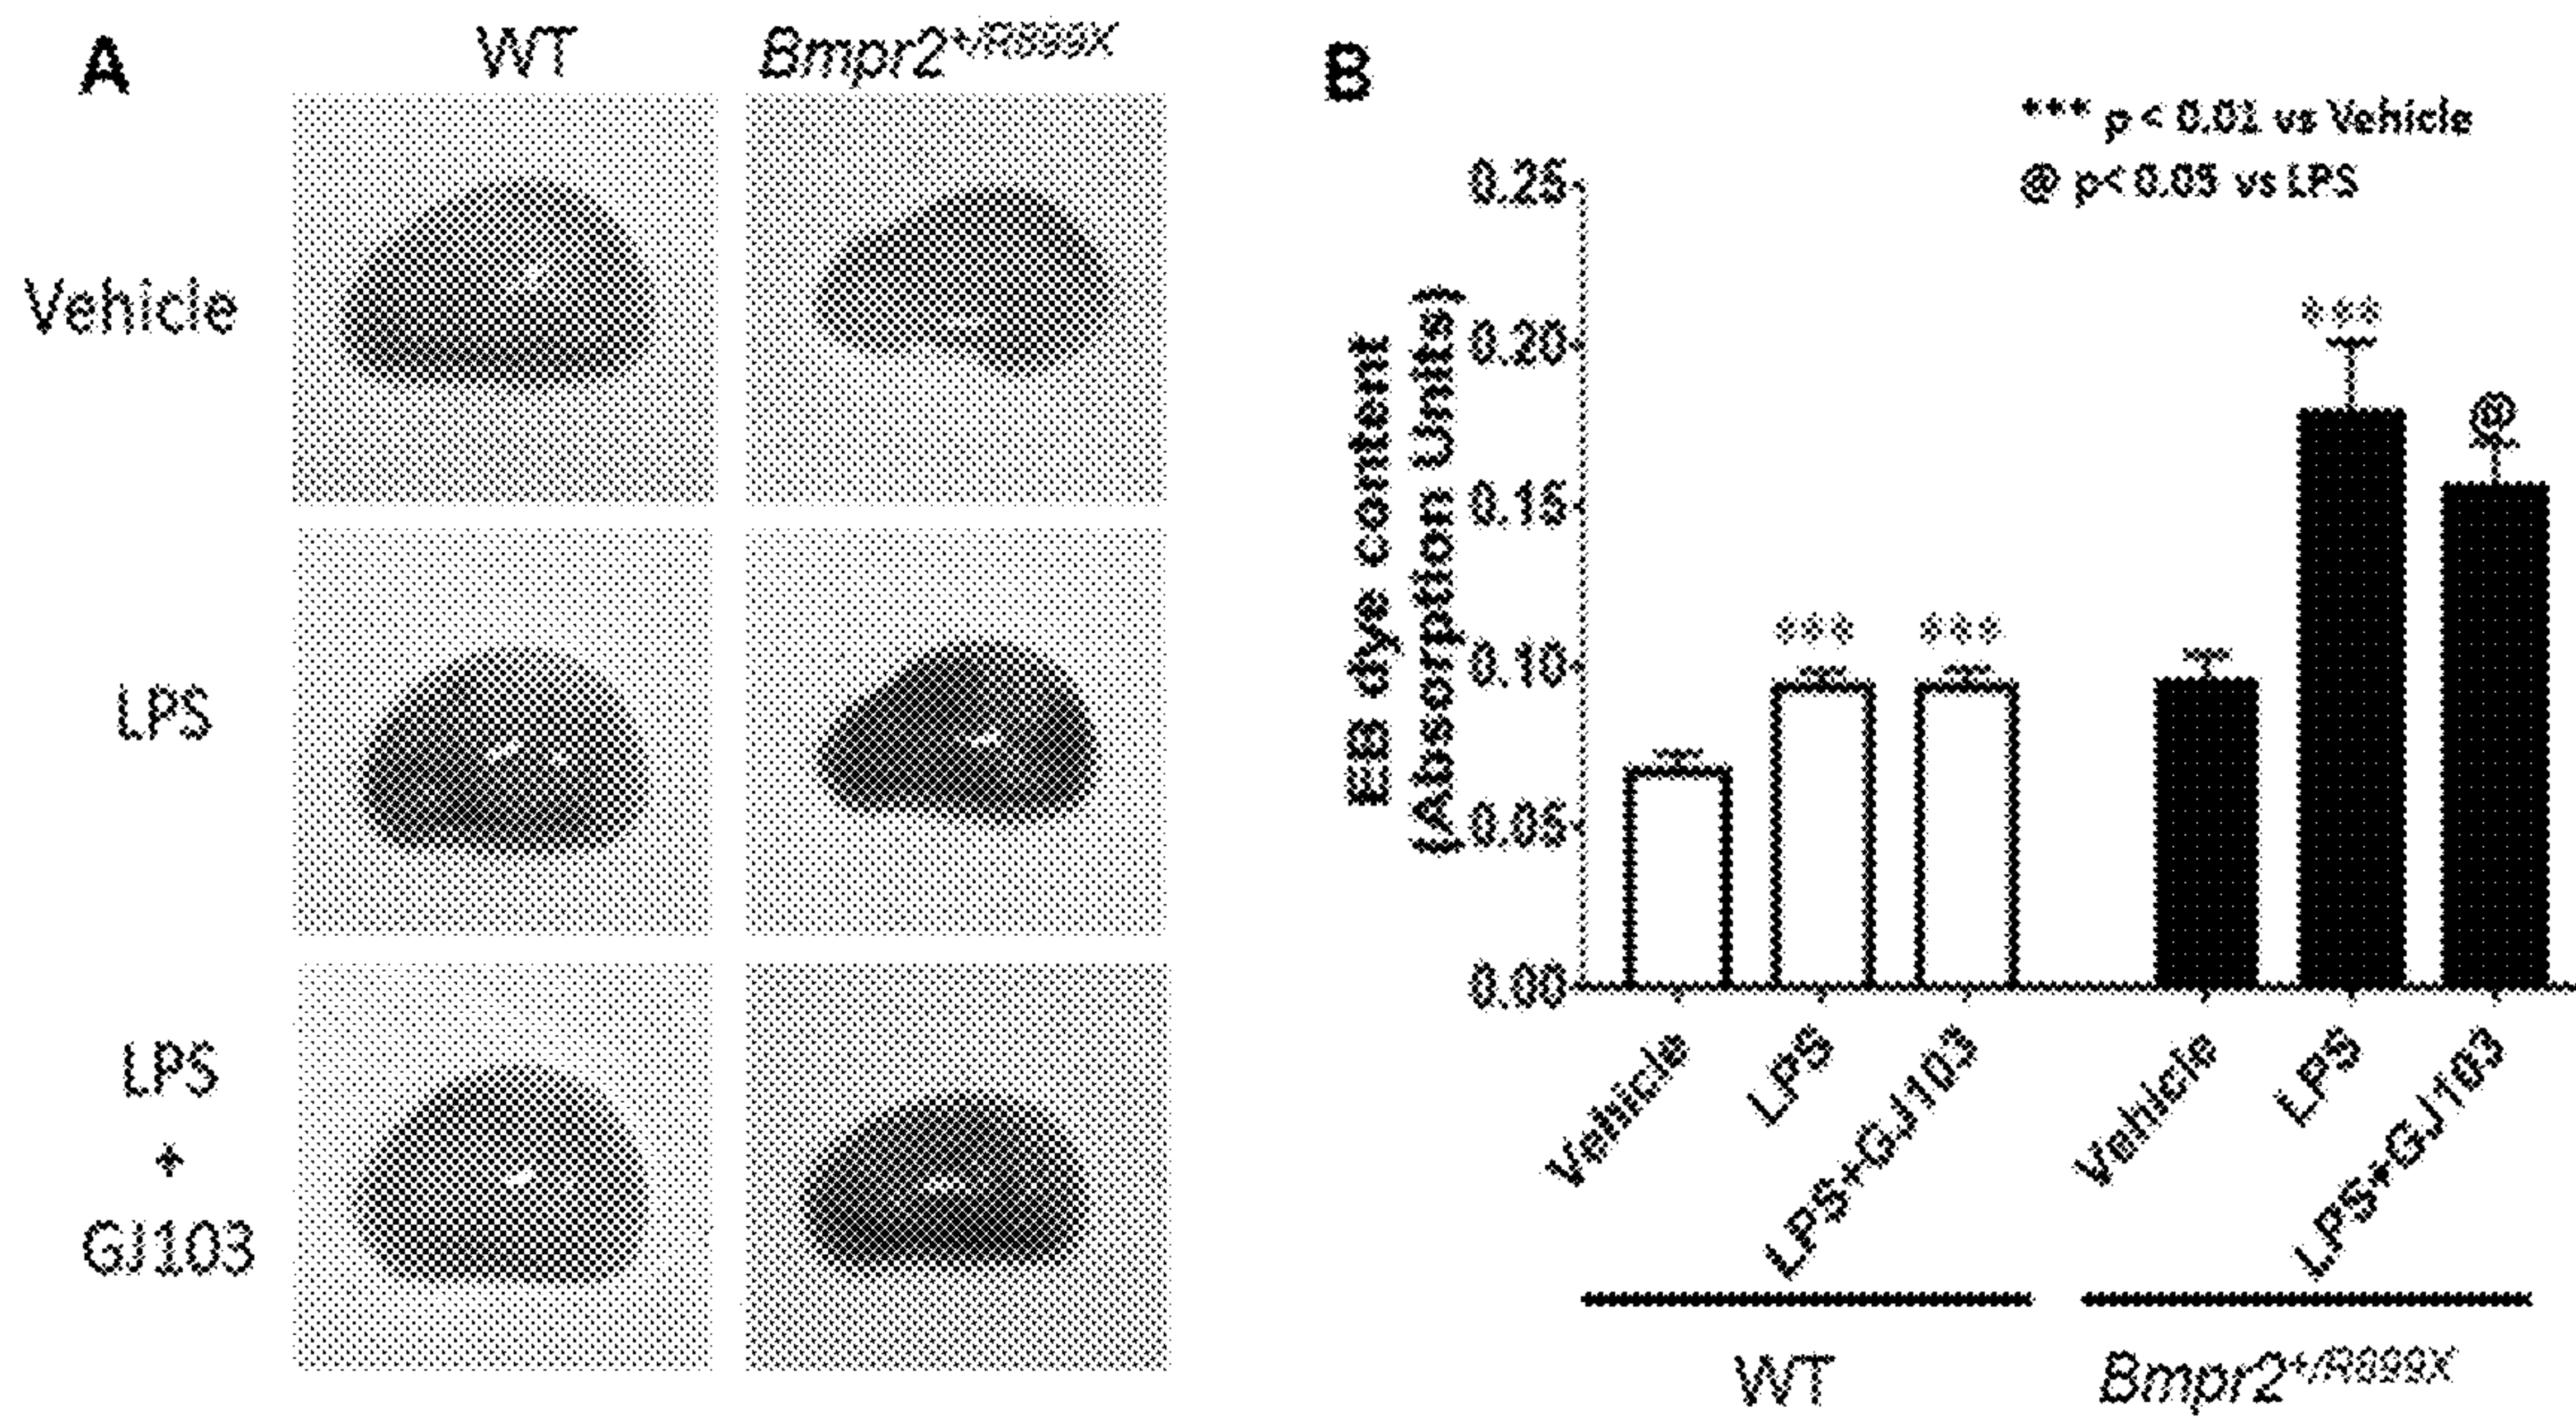 A
WT
Bmpr2+/R899X
Vehicle
LPS
LPS
+
GJ103
B
*** p < 0.01 vs Vehicle
@ p< 0.05 vs LPS
EB dye content
(Absorption Units)
0.25
0.20
0.15
0.10
0.05
0.00
***
***
***
@
Vehicle
LPS
LPS+GJ103
Vehicle
LPS
LPS+GJ103
WT
Bmpr2+/R899X